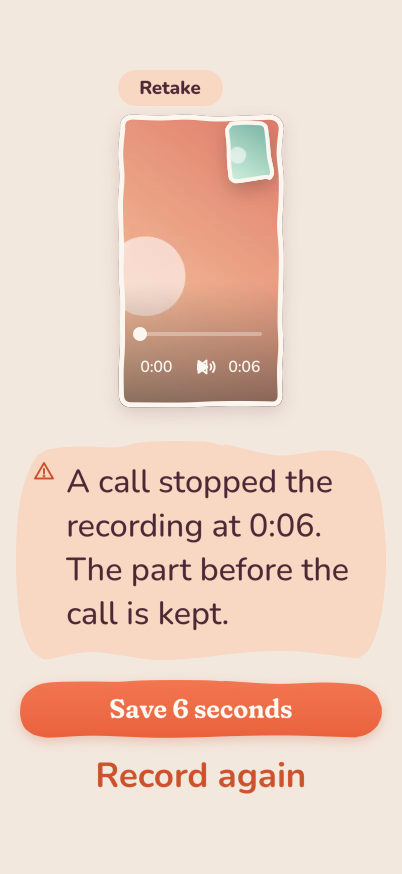 Retake
0:00 0:06
A call stopped the
recording at 0:06.
The part before the
call is kept.
Save 6 seconds
Record again